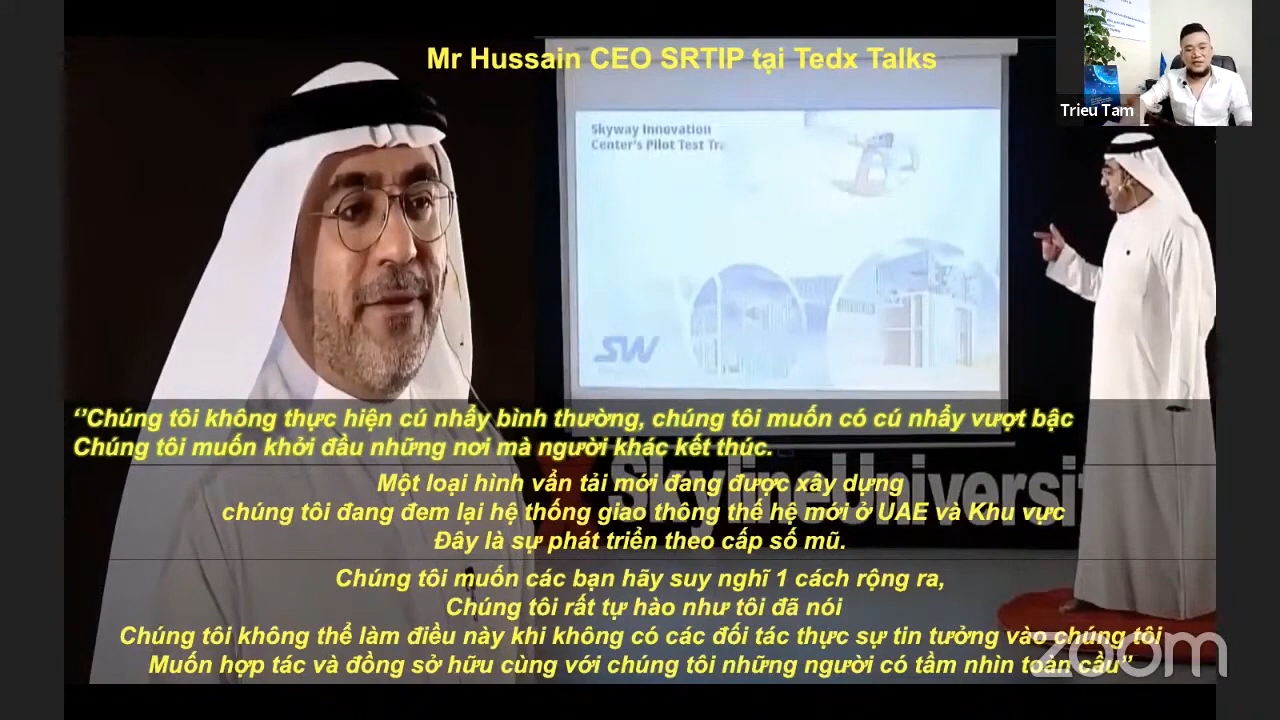 Mr Hussain CEO SRTIP tại Tedx Talks
Trieu Tam
Skyway Innovation
Center's Pilot Test Tra
SW
‘’Chúng tôi không thực hiện cú nhẩy bình thường, chúng tôi muốn có cú nhẩy vượt bậc
Chúng tôi muốn khởi đầu những nơi mà người khác kết thúc.
SkylineUniversit
Một loại hình vẩn tải mới đang được xây dựng
chúng tôi đang đem lại hệ thống giao thông thế hệ mới ở UAE và Khu vực
Đây là sự phát triển theo cấp số mũ.
Chúng tôi muốn các bạn hãy suy nghĩ 1 cách rộng ra,
Chúng tôi rất tự hào như tôi đã nói
Chúng tôi không thể làm điều này khi không có các đối tác thực sự tin tưởng vào chúng tôi
Muốn hợp tác và đồng sở hữu cùng với chúng tôi những người có tầm nhìn toàn cầu”
zoom